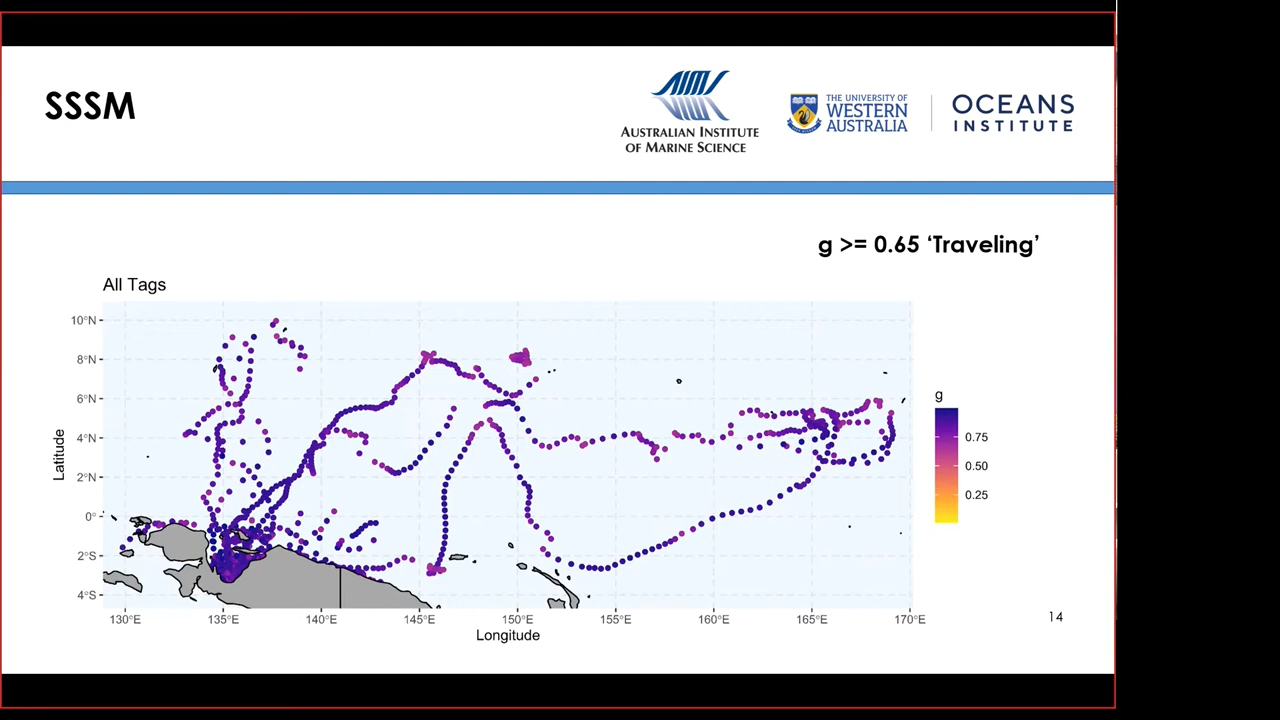 SSSM
AIMS
AUSTRALIAN INSTITUTE
OF MARINE SCIENCE
THE UNIVERSITY OF
WESTERN
AUSTRALIA
OCEANS
INSTITUTE
g >= 0.65 ‘Traveling’
All Tags
10°N
8°N
6°N
4°N
2°N
0°
2°S
4°S
Latitude
130°E 135°E 140°E 145°E 150°E 155°E 160°E 165°E 170°E
Longitude
g
0.75
0.50
0.25
14